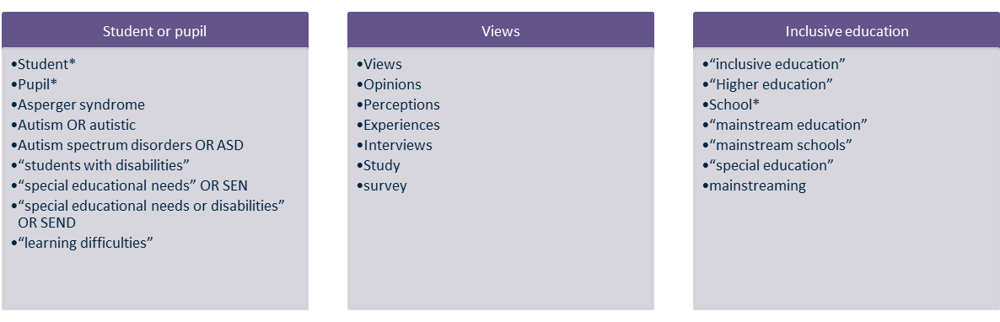 Student or pupil
•Student*
•Pupil*
•Asperger syndrome
•Autism OR autistic
•Autism spectrum disorders OR ASD
•“students with disabilities”
•“special educational needs” OR SEN
•“special educational needs or disabilities”
OR SEND
•“learning difficulties”
Views
•Views
•Opinions
•Perceptions
•Experiences
•Interviews
•Study
•survey
Inclusive education
•“inclusive education”
•“Higher education”
•School*
•“mainstream education”
•“mainstream schools”
•“special education”
•mainstreaming